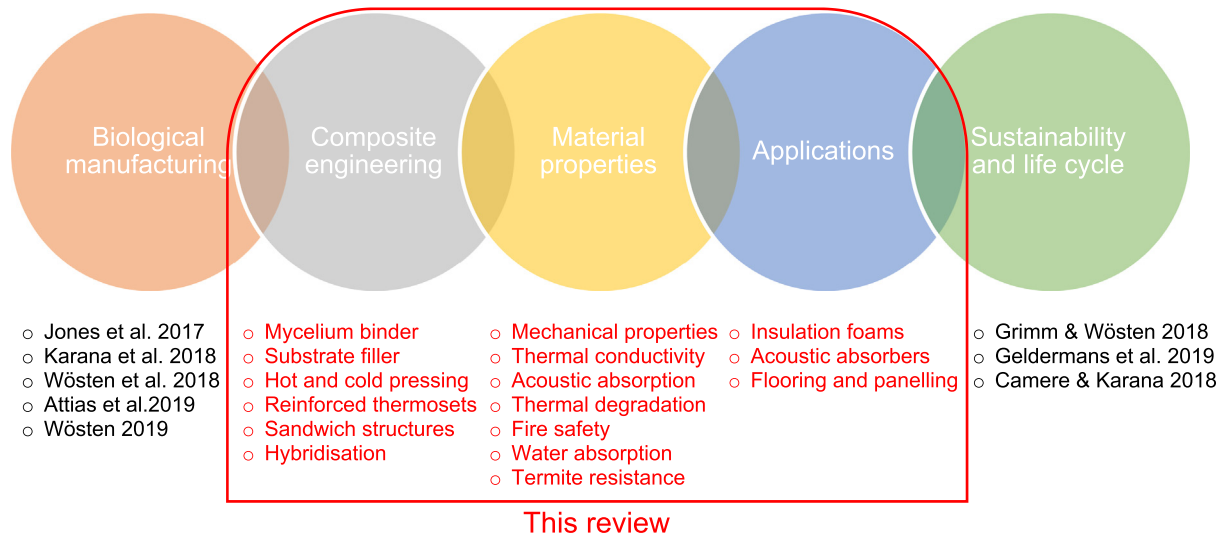 Biological
manufacturing
Composite
engineering
Material
properties
Applications
Sustainability
and life cycle
○ Jones et al. 2017
○ Karana et al. 2018
○ Wösten et al. 2018
○ Attias et al.2019
○ Wösten 2019
○ Mycelium binder
○ Substrate filler
○ Hot and cold pressing
○ Reinforced thermosets
○ Sandwich structures
○ Hybridisation
○ Mechanical properties
○ Thermal conductivity
○ Acoustic absorption
○ Thermal degradation
○ Fire safety
○ Water absorption
○ Termite resistance
○ Insulation foams
○ Acoustic absorbers
○ Flooring and panelling
○ Grimm & Wösten 2018
○ Geldermans et al. 2019
○ Camere & Karana 2018
This review